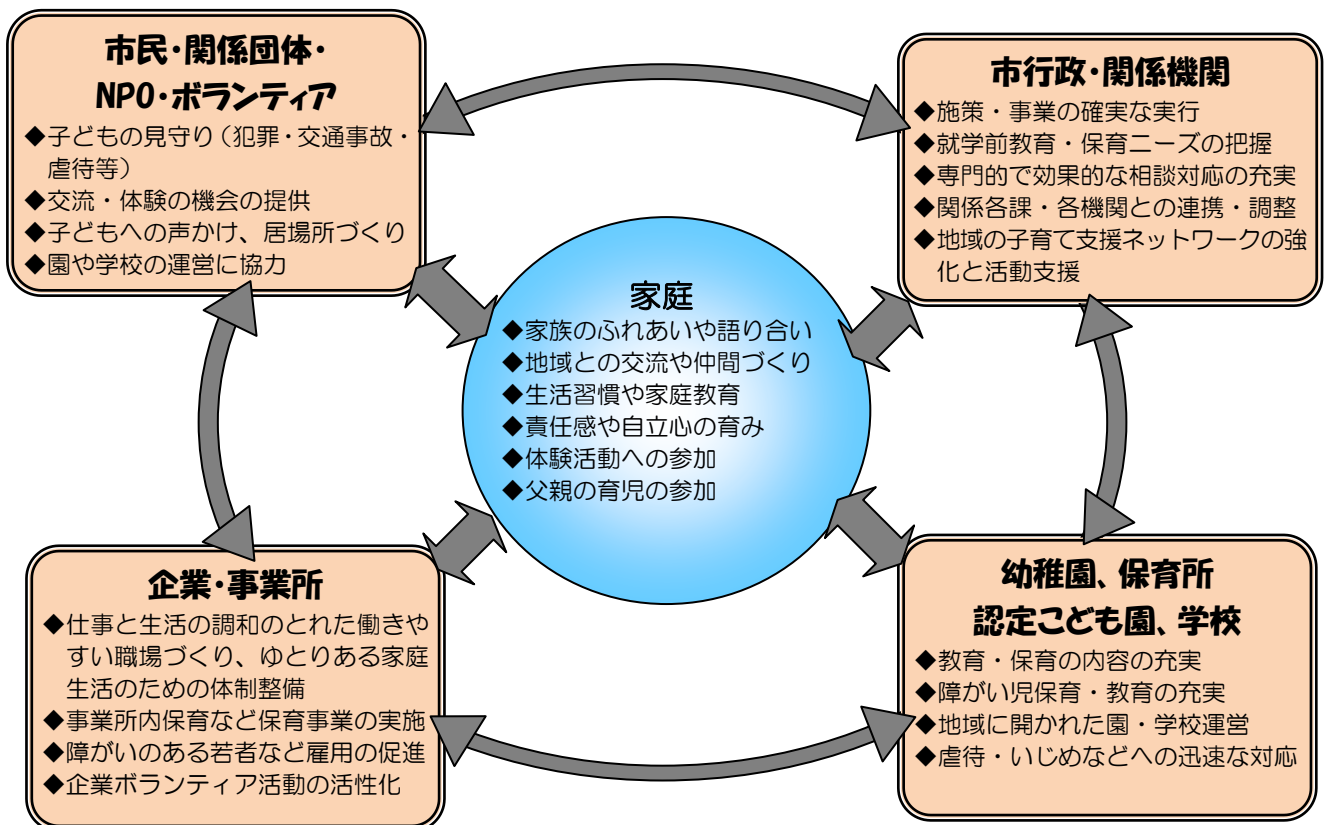 市民・関係団体・
NPO・ボランティア
◆子どもの見守り(犯罪・交通事故・
虐待等)
◆交流・体験の機会の提供
◆子どもへの声かけ、居場所づくり
◆園や学校の運営に協力
市行政・関係機関
◆施策・事業の確実な実行
◆就学前教育・保育ニーズの把握
◆専門的で効果的な相談対応の充実
◆関係各課・各機関との連携・調整
◆地域の子育て支援ネットワークの強
化と活動支援
家庭
◆家族のふれあいや語り合い
◆地域との交流や仲間づくり
◆生活習慣や家庭教育
◆責任感や自立心の育み
◆体験活動への参加
◆父親の育児の参加
企業・事業所
◆仕事と生活の調和のとれた働きや
すい職場づくり、ゆとりある家庭
生活のための体制整備
◆事業所内保育など保育事業の実施
◆障がいのある若者など雇用の促進
◆企業ボランティア活動の活性化
幼稚園、保育所
認定こども園、学校
◆教育・保育の内容の充実
◆障がい児保育・教育の充実
◆地域に開かれた園・学校運営
◆虐待・いじめなどへの迅速な対応